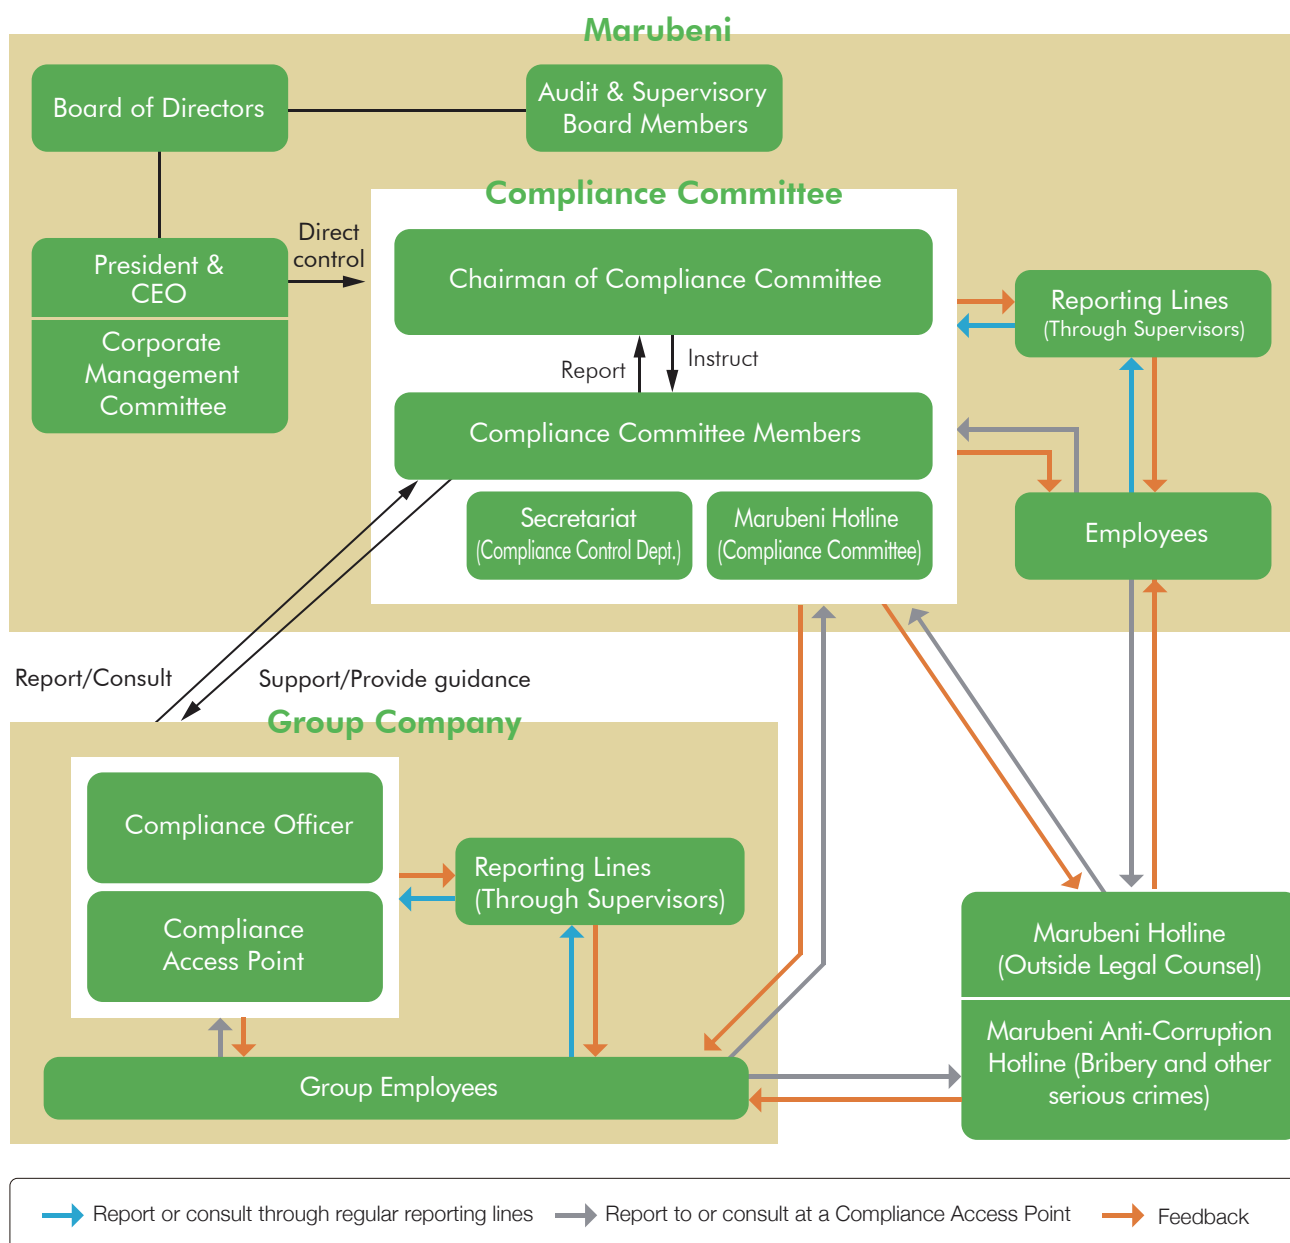 Marubeni
Board of Directors
Audit & Supervisory
Board Members
Compliance Committee
Direct
control
President &
CEO
Corporate
Management
Committee
Chairman of Compliance Committee
Report
Instruct
Compliance Committee Members
Secretariat
(Compliance Control Dept.)
Marubeni Hotline
(Compliance Committee)
Reporting Lines
(Through Supervisors)
Employees
Report/Consult
Support/Provide guidance
Group Company
Compliance Officer
Compliance
Access Point
Reporting Lines
(Through Supervisors)
Group Employees
Marubeni Hotline
(Outside Legal Counsel)
Marubeni Anti-Corruption
Hotline (Bribery and other
serious crimes)
Report or consult through regular reporting lines
Report to or consult at a Compliance Access Point
Feedback